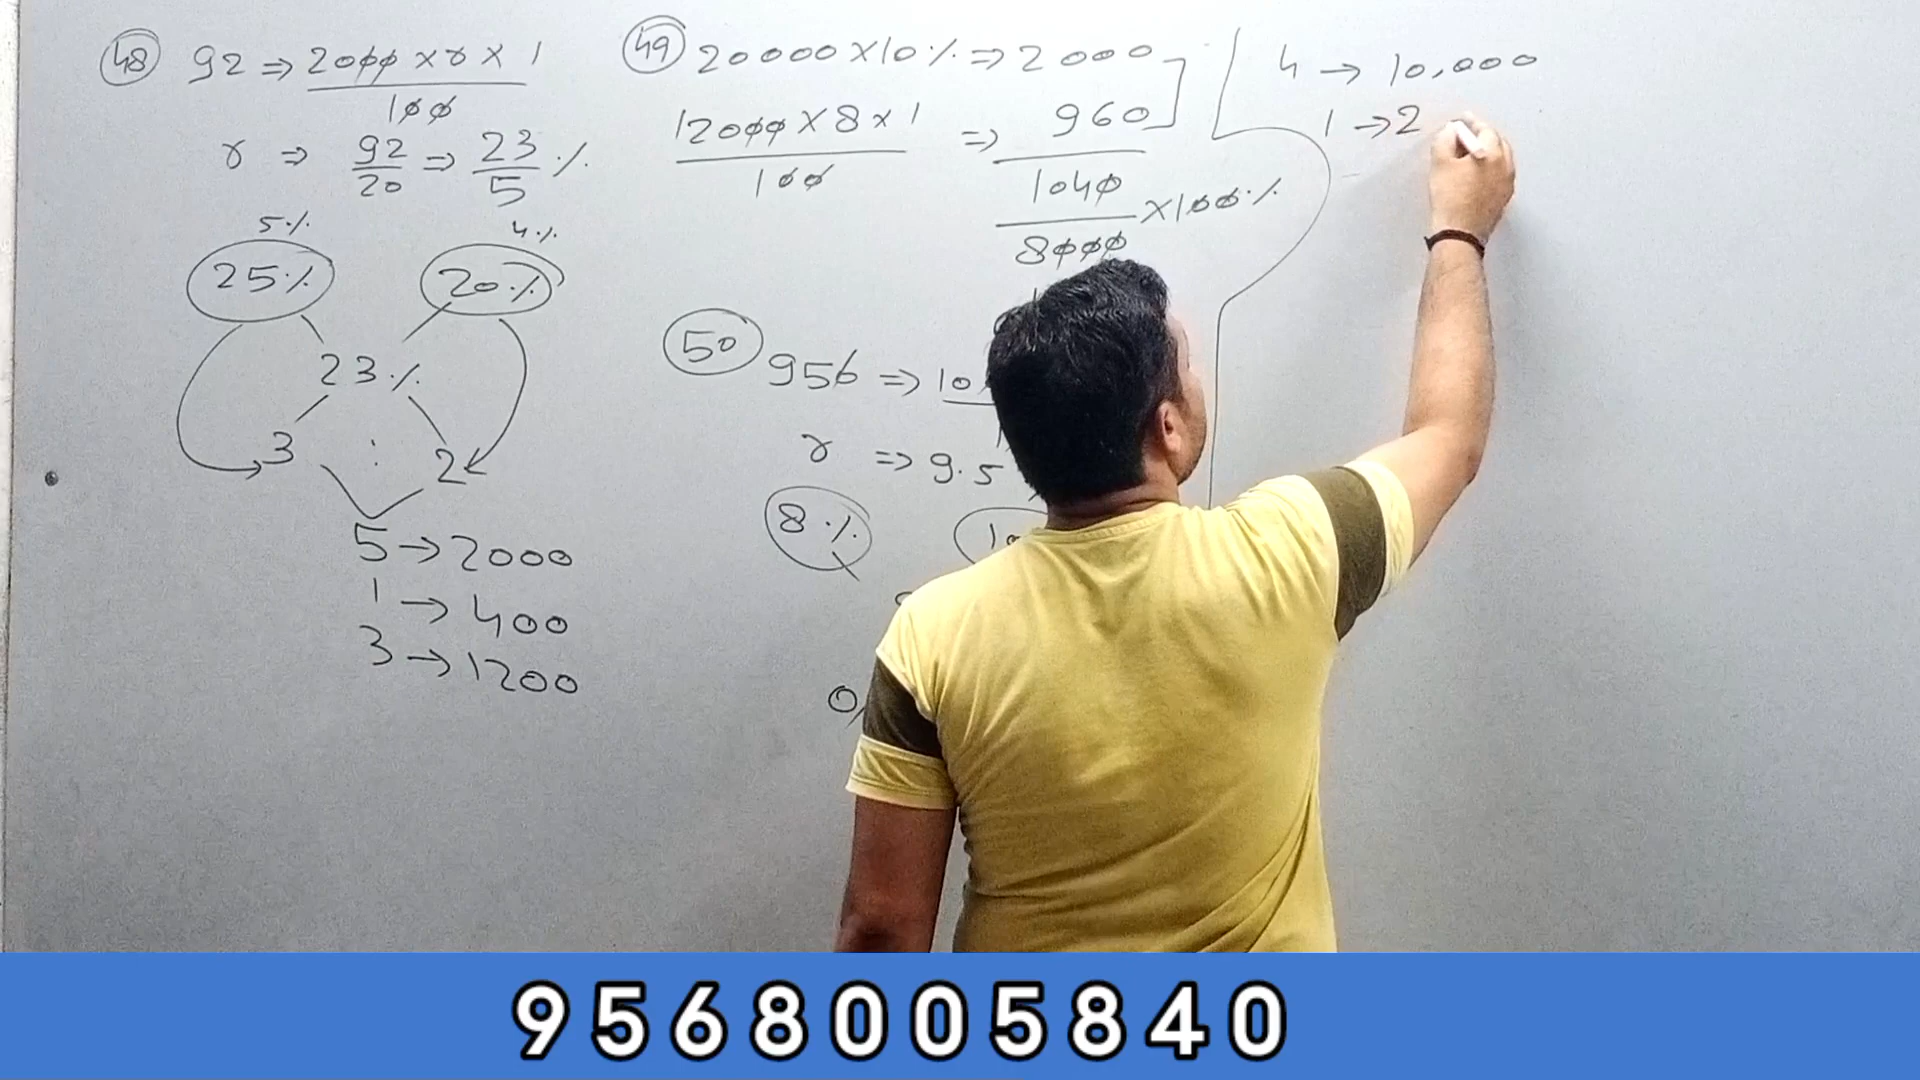 48 92 ⇒ 2000 × r × 1
100
r ⇒ 92/20 ⇒ 23/5 %
5% 4%
25% 20%
23%
3 : 2
5 → 2000
1 → 400
3 → 1200
49 20000 × 10% ⇒ 2000
12000 × 8 × 1 ⇒ 960
100
1040 × 100%
8000
50 956 ⇒ 10
r ⇒ 9.5
8% 10
0.
4 → 10,000
1 → 2
9568005840